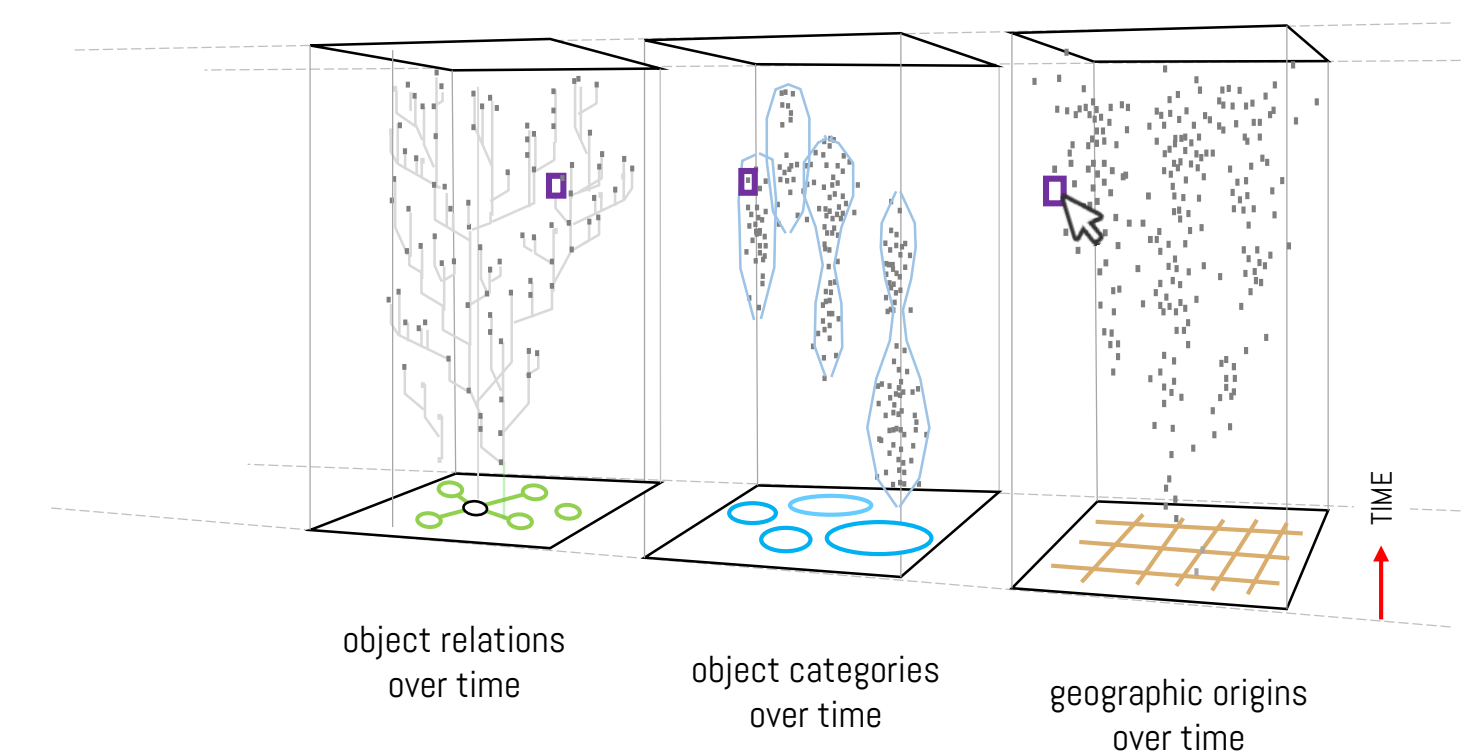 TIME
object relations
over time
object categories
over time
geographic origins
over time